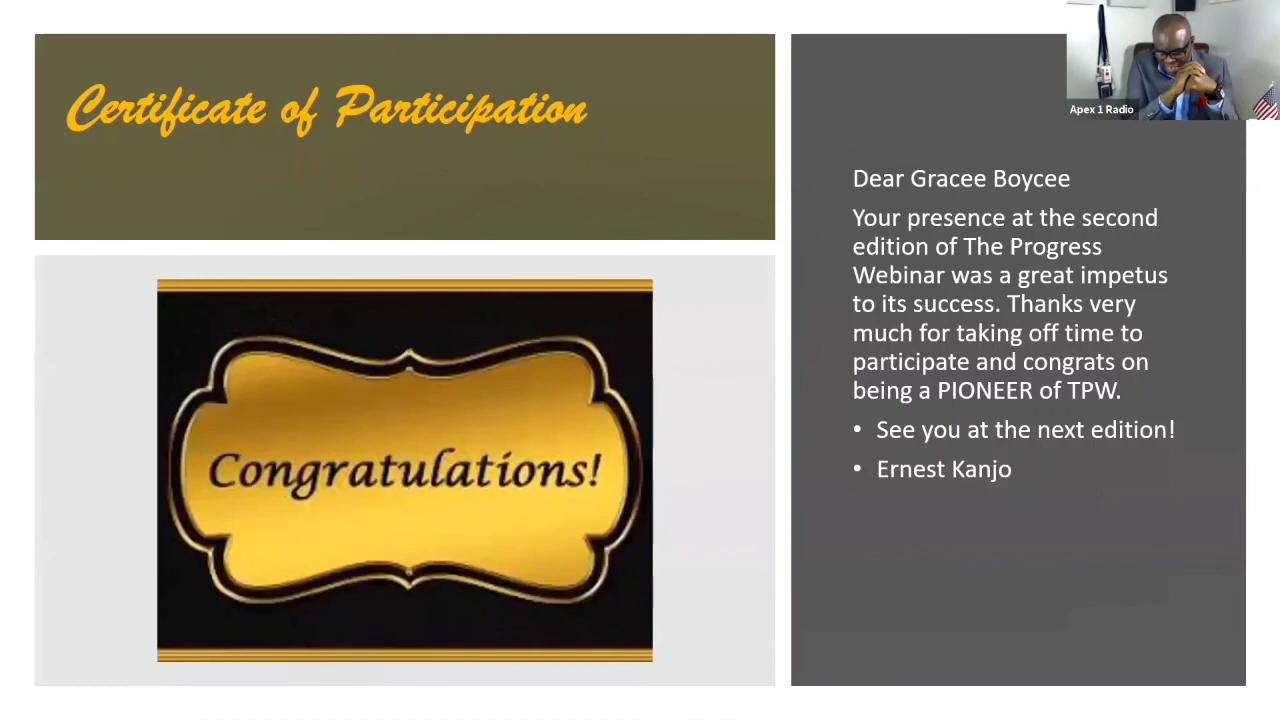 Certificate of Participation
Apex 1 Radio
Dear Gracee Boycee
Your presence at the second
edition of The Progress
Webinar was a great impetus
to its success. Thanks very
much for taking off time to
participate and congrats on
being a PIONEER of TPW.
• See you at the next edition!
• Ernest Kanjo
Congratulations!